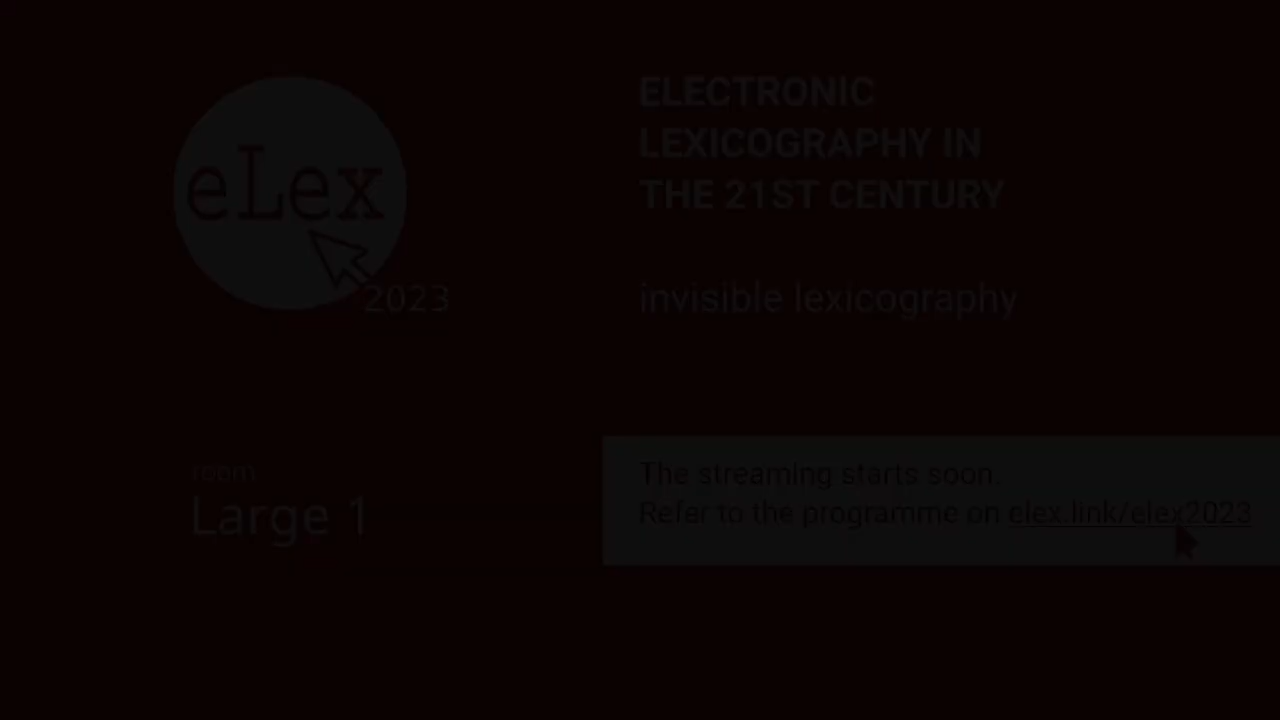 eLex
2023
ELECTRONIC
LEXICOGRAPHY IN
THE 21ST CENTURY
invisible lexicography
room
Large 1
The streaming starts soon.
Refer to the programme on elex.link/elex2023